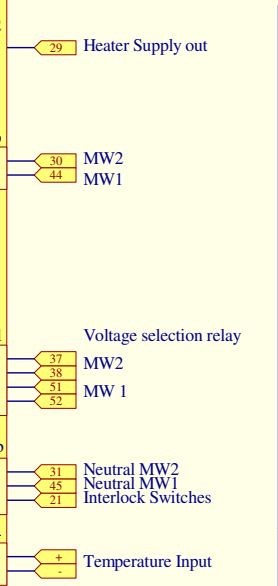 29 Heater Supply out
30 MW2
44 MW1
Voltage selection relay
37
MW2
38
51
MW 1
52
31 Neutral MW2
45 Neutral MW1
21 Interlock Switches
+
Temperature Input
-